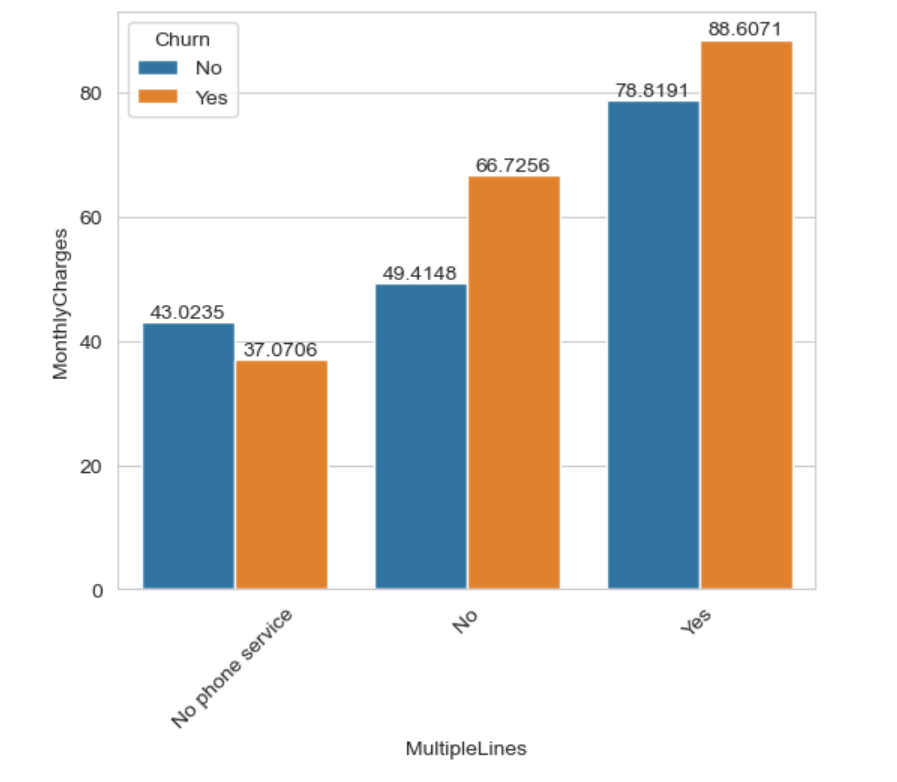 Churn
No
Yes
88.6071
78.8191
66.7256
49.4148
43.0235
37.0706
80
60
40
20
0
MonthlyCharges
No phone service
No
Yes
MultipleLines